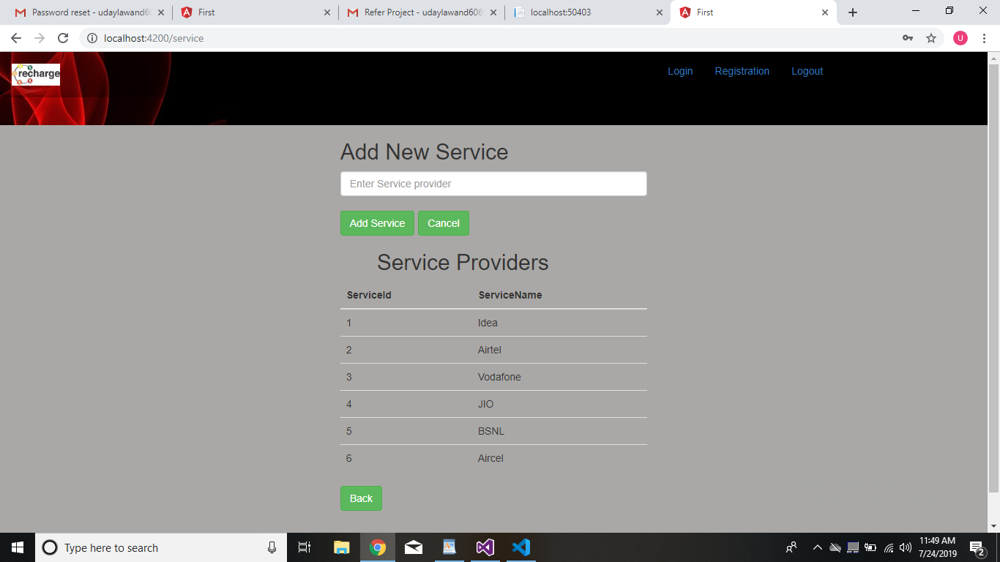 Password reset - udaylawand60
First
Refer Project - udaylawand606
localhost:50403
First
localhost:4200/service
U
recharge
Login
Registration
Logout
Add New Service
Enter Service provider
Add Service
Cancel
Service Providers
ServiceId ServiceName
1 Idea
2 Airtel
3 Vodafone
4 JIO
5 BSNL
6 Aircel
Back
Type here to search
11:49 AM
7/24/2019
2